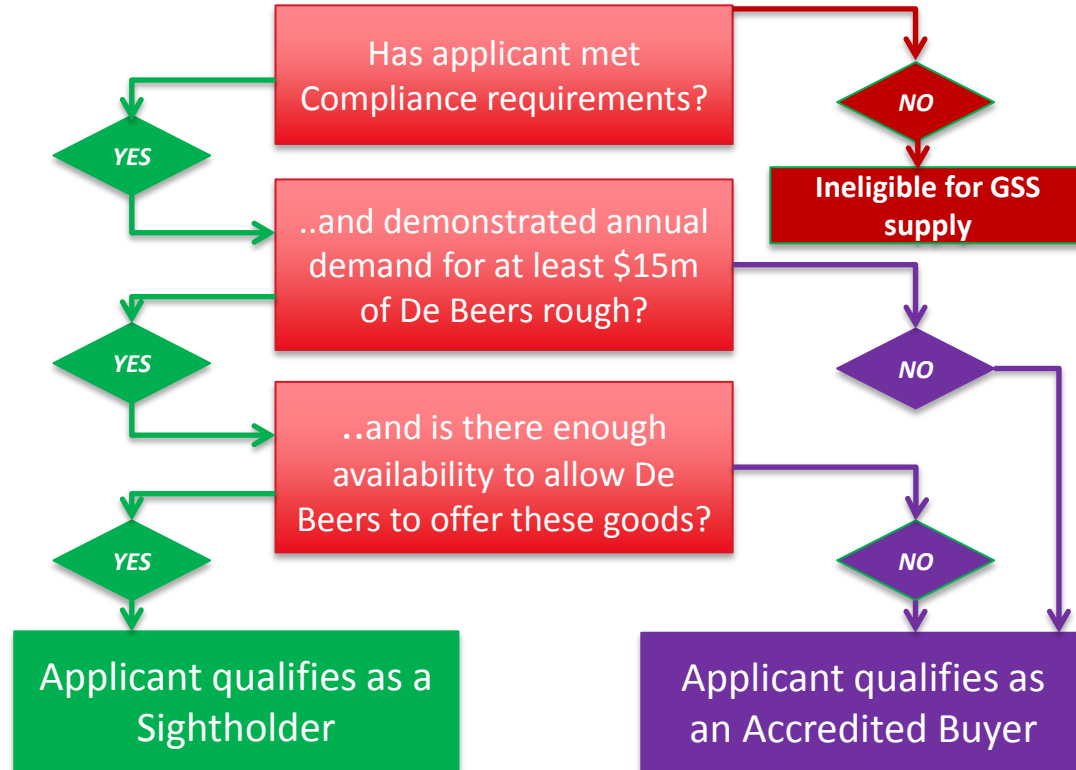 Has applicant met
Compliance requirements?
NO
YES
Ineligible for GSS
supply
..and demonstrated annual
demand for at least $15m
of De Beers rough?
YES
NO
..and is there enough
availability to allow De
Beers to offer these goods?
YES
NO
Applicant qualifies as a
Sightholder
Applicant qualifies as
an Accredited Buyer